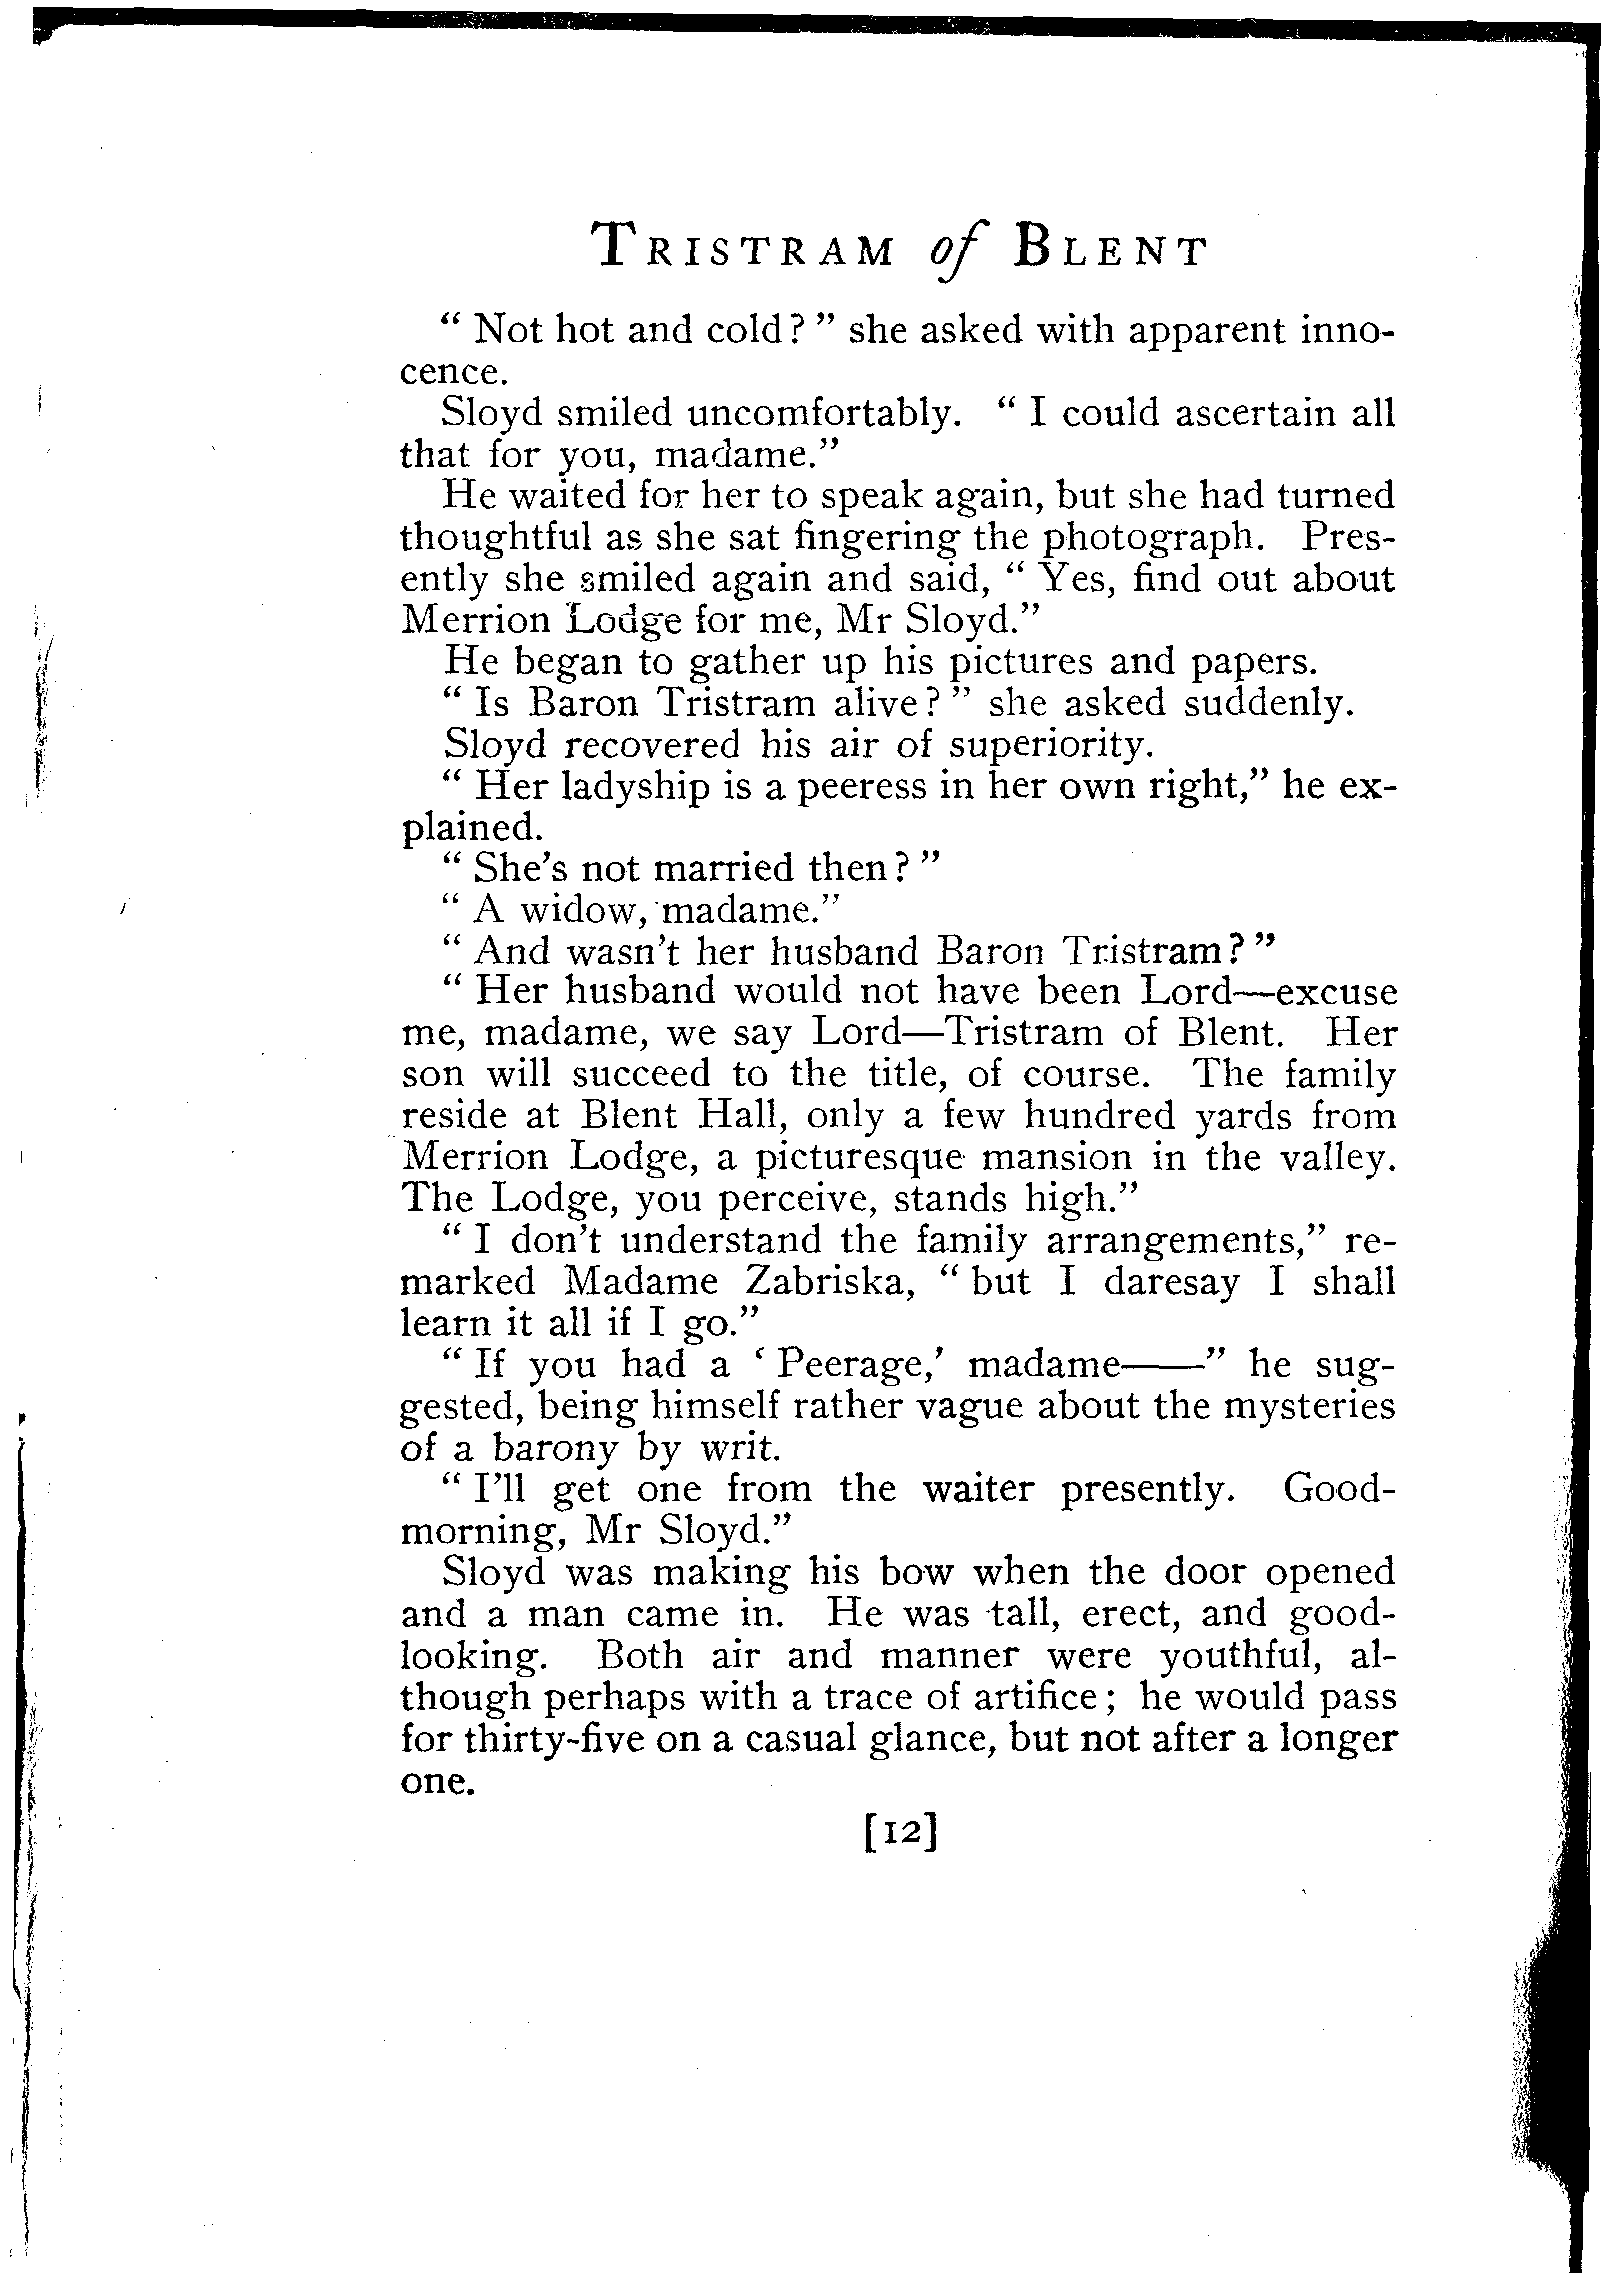 TRISTRAM of BLENT
“ Not hot and cold? ” she asked with apparent inno-
cence.
Sloyd smiled uncomfortably. “ I could ascertain all
that for you, madame.”
He waited for her to speak again, but she had turned
thoughtful as she sat fingering the photograph. Pres-
ently she smiled again and said, “ Yes, find out about
Merrion Lodge for me, Mr Sloyd.”
He began to gather up his pictures and papers.
“ Is Baron Tristram alive? ” she asked suddenly.
Sloyd recovered his air of superiority.
“ Her ladyship is a peeress in her own right,” he ex-
plained.
“ She’s not married then? ”
“ A widow, madame.”
“ And wasn’t her husband Baron Tristram? ”
“ Her husband would not have been Lord—excuse
me, madame, we say Lord—Tristram of Blent. Her
son will succeed to the title, of course. The family
reside at Blent Hall, only a few hundred yards from
Merrion Lodge, a picturesque mansion in the valley.
The Lodge, you perceive, stands high.”
“ I don’t understand the family arrangements,” re-
marked Madame Zabriska, “ but I daresay I shall
learn it all if I go.”
“ If you had a ‘ Peerage,’ madame——” he sug-
gested, being himself rather vague about the mysteries
of a barony by writ.
“ I’ll get one from the waiter presently. Good-
morning, Mr Sloyd.”
Sloyd was making his bow when the door opened
and a man came in. He was tall, erect, and good-
looking. Both air and manner were youthful, al-
though perhaps with a trace of artifice; he would pass
for thirty-five on a casual glance, but not after a longer
one.
[12]